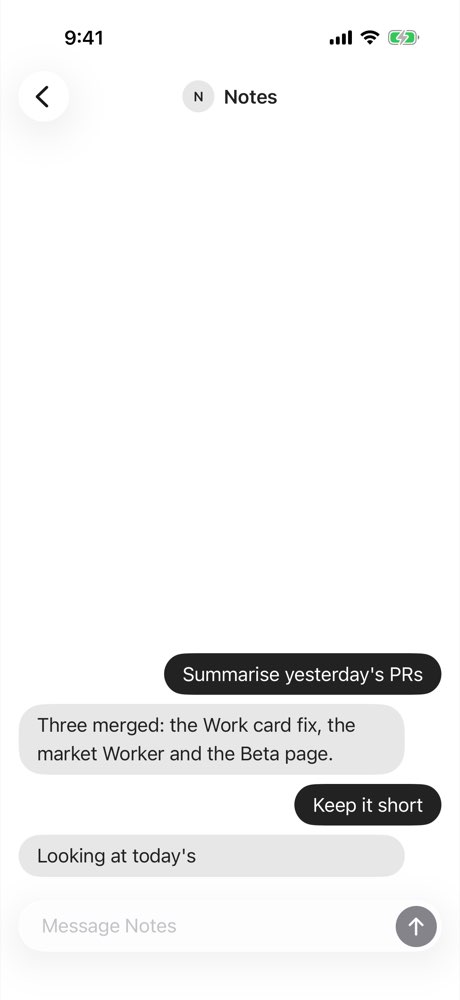 9:41
N Notes
Summarise yesterday's PRs
Three merged: the Work card fix, the
market Worker and the Beta page.
Keep it short
Looking at today's
Message Notes